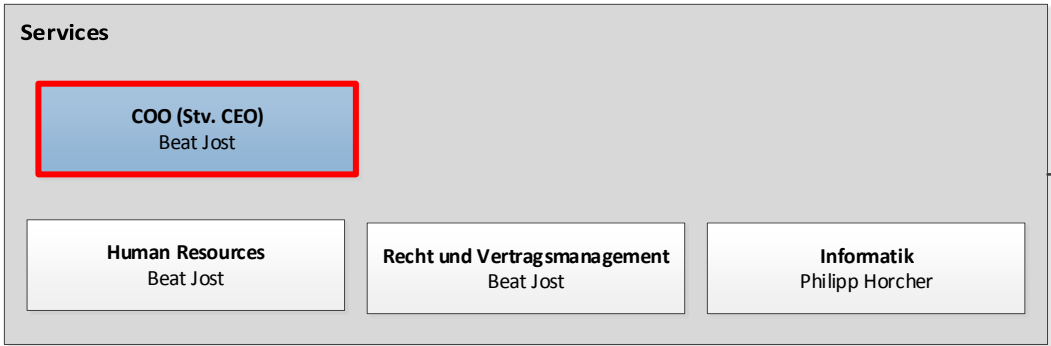 Services
COO (Stv. CEO)
Beat Jost
Human Resources
Beat Jost
Recht und Vertragsmanagement
Beat Jost
Informatik
Philipp Horcher